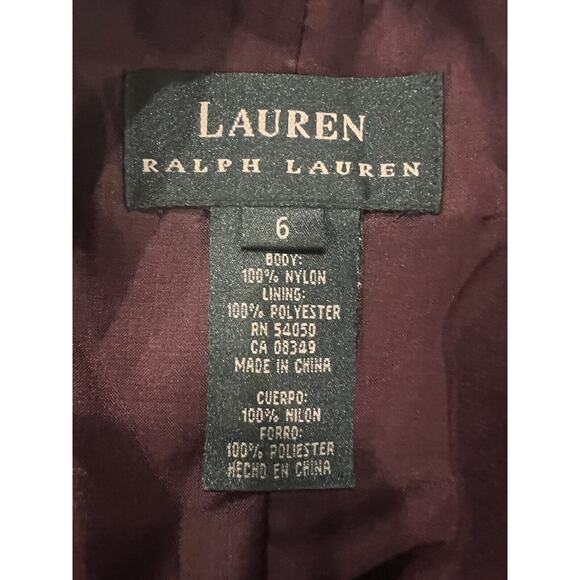 LAUREN
RALPH LAUREN
6
BODY:
100% NYLON
LINING:
100% POLYESTER
RN 54050
CA 08349
MADE IN CHINA
CUERPO:
100% NILON
FORRO:
100% POLIESTER
HECHO EN CHINA